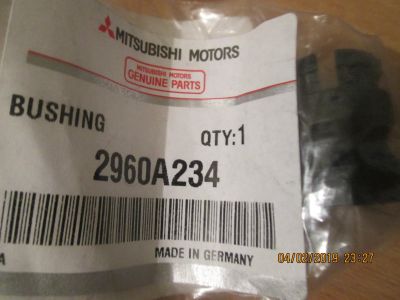 MITSUBISHI MOTORS
MITSUBISHI MOTORS
GENUINE PARTS
BUSHING
QTY:1
2960A234
A
MADE IN GERMANY
04/02/2019 23:27